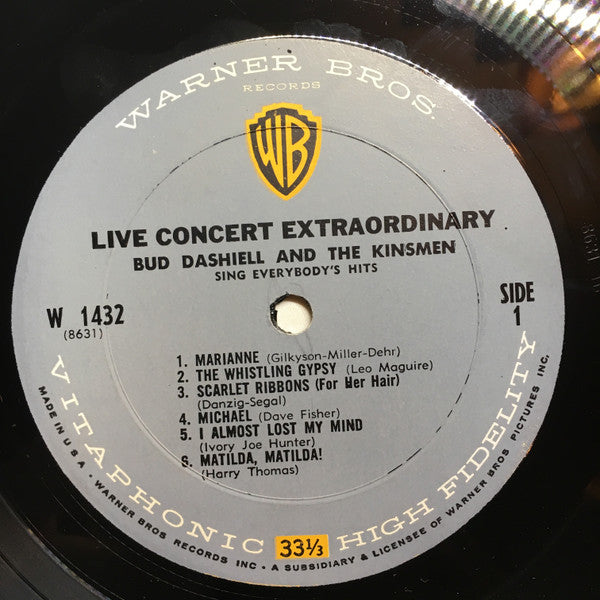 WARNER BROS.
RECORDS
WB
LIVE CONCERT EXTRAORDINARY
BUD DASHIELL AND THE KINSMEN
SING EVERYBODY'S HITS
W 1432
(8631)
SIDE
1
1. MARIANNE (Gilkyson-Miller-Dehr)
2. THE WHISTLING GYPSY (Leo Maguire)
3. SCARLET RIBBONS (For Her Hair)
(Danzig-Segal)
4. MICHAEL (Dave Fisher)
5. I ALMOST LOST MY MIND
(Ivory Joe Hunter)
6. MATILDA, MATILDA!
(Harry Thomas)
VITAPHONIC 33⅓ HIGH FIDELITY
MADE IN U.S.A. • WARNER BROS RECORDS INC • A SUBSIDIARY & LICENSEE OF WARNER BROS PICTURES INC.